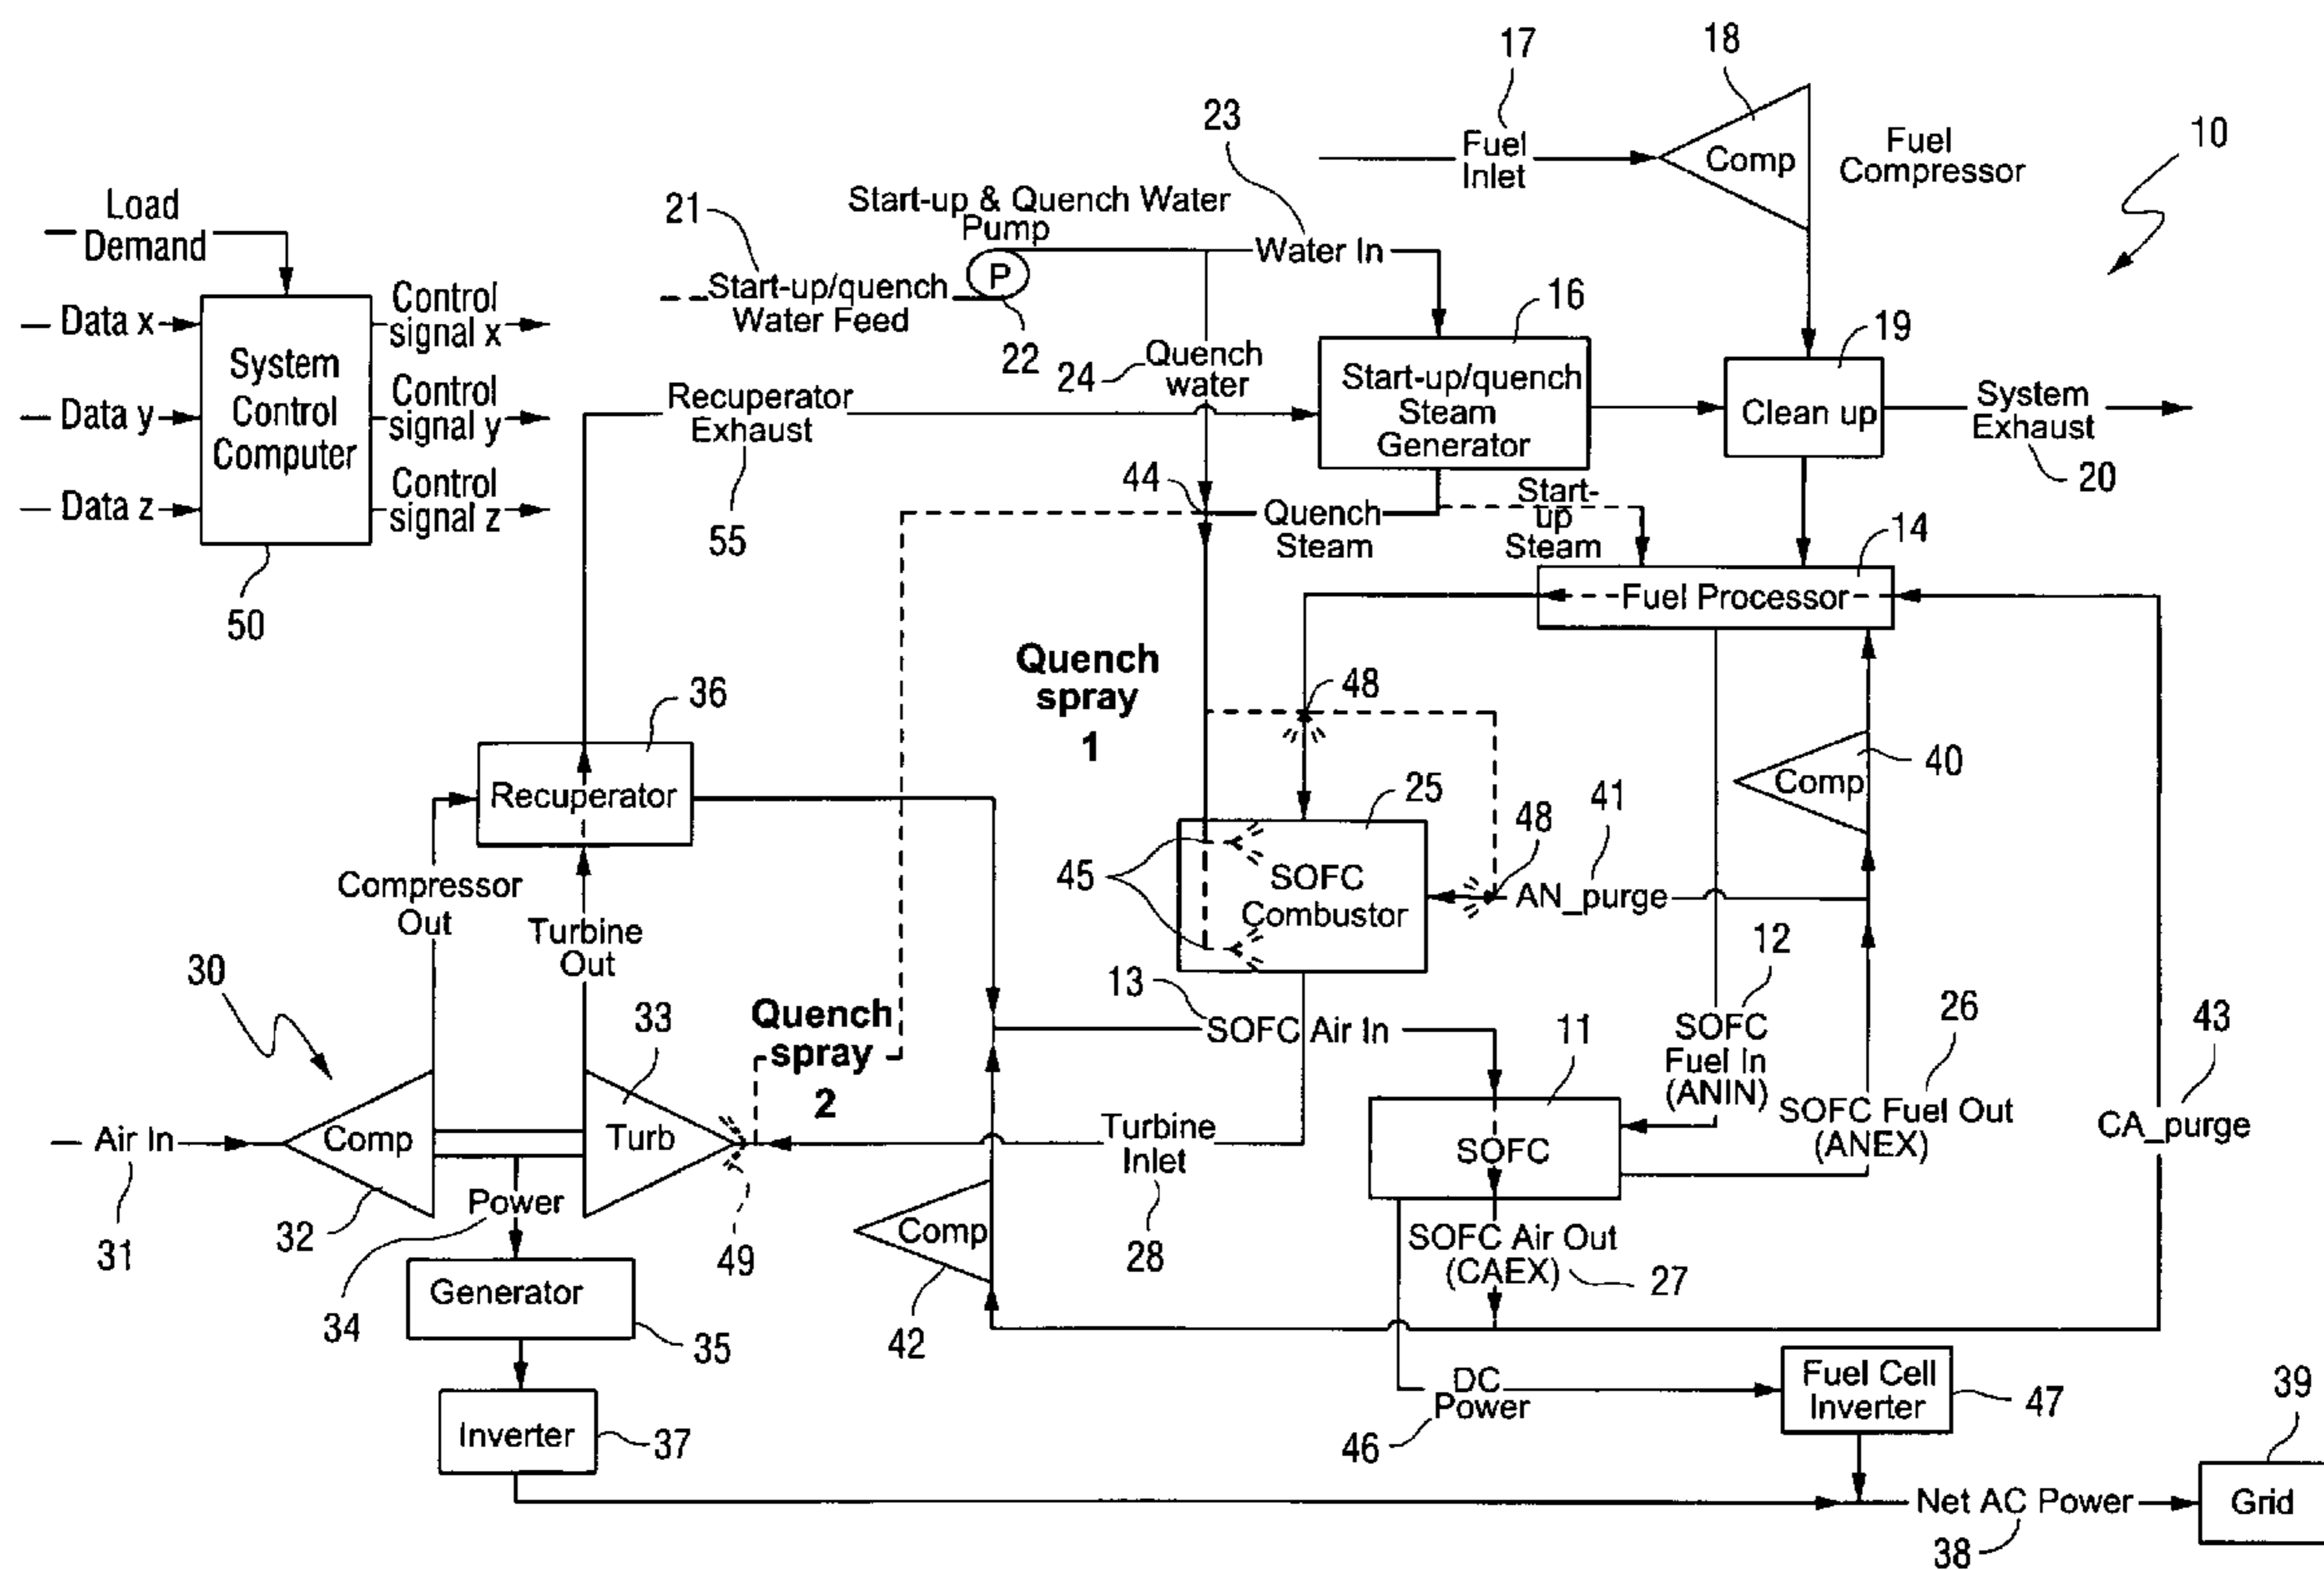 17
18
23
10
Fuel
Inlet
Comp
Fuel
Compressor
Load
Demand
21
Start-up & Quench Water
Pump
Water In
P
Start-up/quench
Water Feed
22
16
19
Data x
Control
signal x
System
Control
Computer
Data y
Control
signal y
Data z
Control
signal z
50
24
Quench
water
Recuperator
Exhaust
55
Start-up/quench
Steam
Generator
Clean up
System
Exhaust
20
44
Quench
Steam
Start-
up
Steam
14
Fuel Processor
Quench
spray
1
48
36
Recuperator
40
Comp
25
41
48
45
SOFC
Combustor
AN_purge
Compressor
Out
Turbine
Out
30
33
Quench
spray
2
13
SOFC Air In
12
SOFC
Fuel In
(ANIN)
26
SOFC Fuel Out
(ANEX)
43
CA_purge
11
SOFC
Air In
31
Comp
32
Turb
Power
34
49
Turbine
Inlet
28
Comp
42
SOFC Air Out
(CAEX)
27
Generator
35
Inverter
37
DC
Power
46
Fuel Cell
Inverter
47
39
Net AC Power
38
Grid